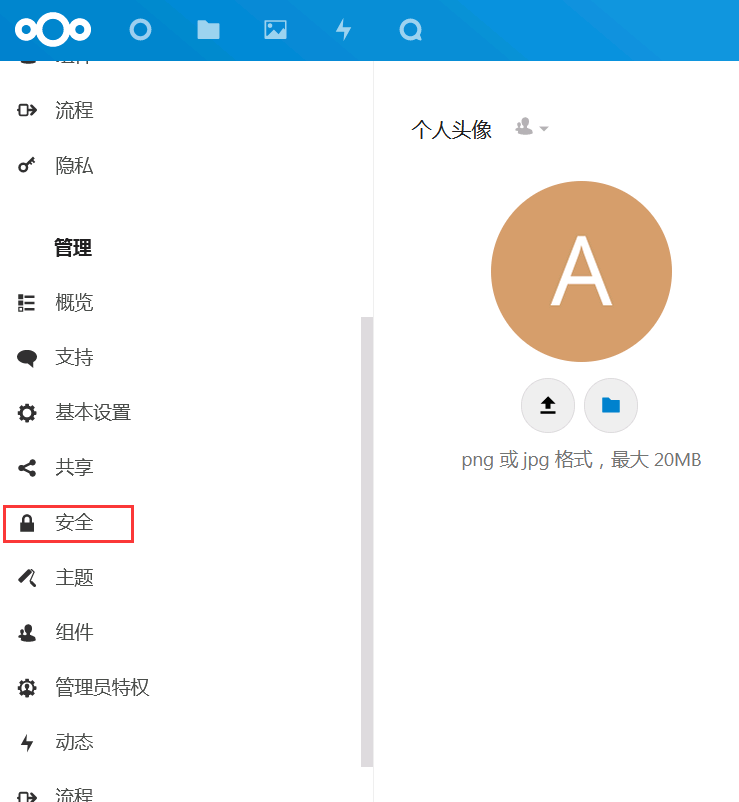 流程
隐私
管理
概览
支持
基本设置
共享
安全
主题
组件
管理员特权
动态
流程
个人头像
A
png 或 jpg 格式，最大 20MB